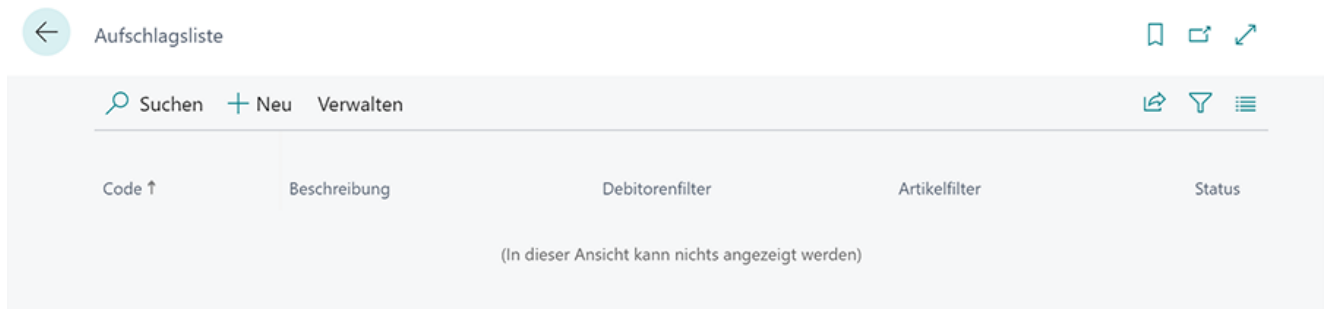 Aufschlagsliste
Suchen Neu Verwalten
Code ↑ Beschreibung Debitorenfilter Artikelfilter Status
(In dieser Ansicht kann nichts angezeigt werden)